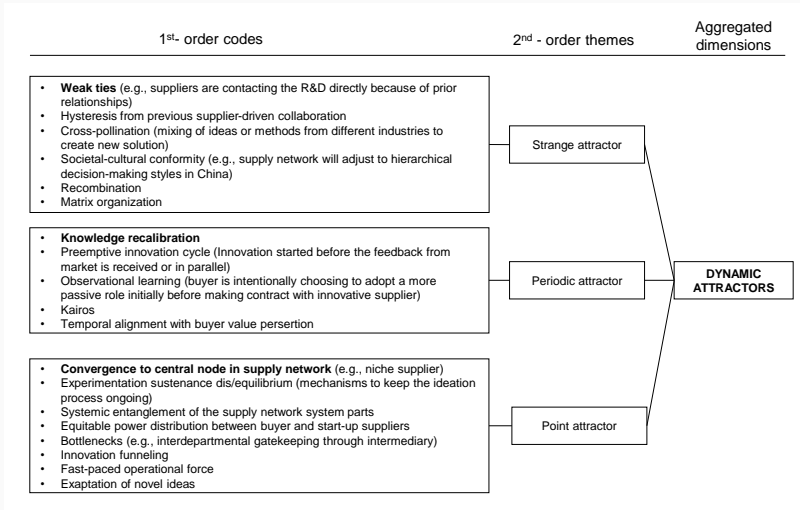 1st- order codes
2nd - order themes
Aggregated
dimensions
• Weak ties (e.g., suppliers are contacting the R&D directly because of prior
relationships)
• Hysteresis from previous supplier-driven collaboration
• Cross-pollination (mixing of ideas or methods from different industries to
create new solution)
• Societal-cultural conformity (e.g., supply network will adjust to hierarchical
decision-making styles in China)
• Recombination
• Matrix organization
Strange attractor
• Knowledge recalibration
• Preemptive innovation cycle (Innovation started before the feedback from
market is received or in parallel)
• Observational learning (buyer is intentionally choosing to adopt a more
passive role initially before making contract with innovative supplier)
• Kairos
• Temporal alignment with buyer value persertion
Periodic attractor
DYNAMIC
ATTRACTORS
• Convergence to central node in supply network (e.g., niche supplier)
• Experimentation sustenance dis/equilibrium (mechanisms to keep the ideation
process ongoing)
• Systemic entanglement of the supply network system parts
• Equitable power distribution between buyer and start-up suppliers
• Bottlenecks (e.g., interdepartmental gatekeeping through intermediary)
• Innovation funneling
• Fast-paced operational force
• Exaptation of novel ideas
Point attractor